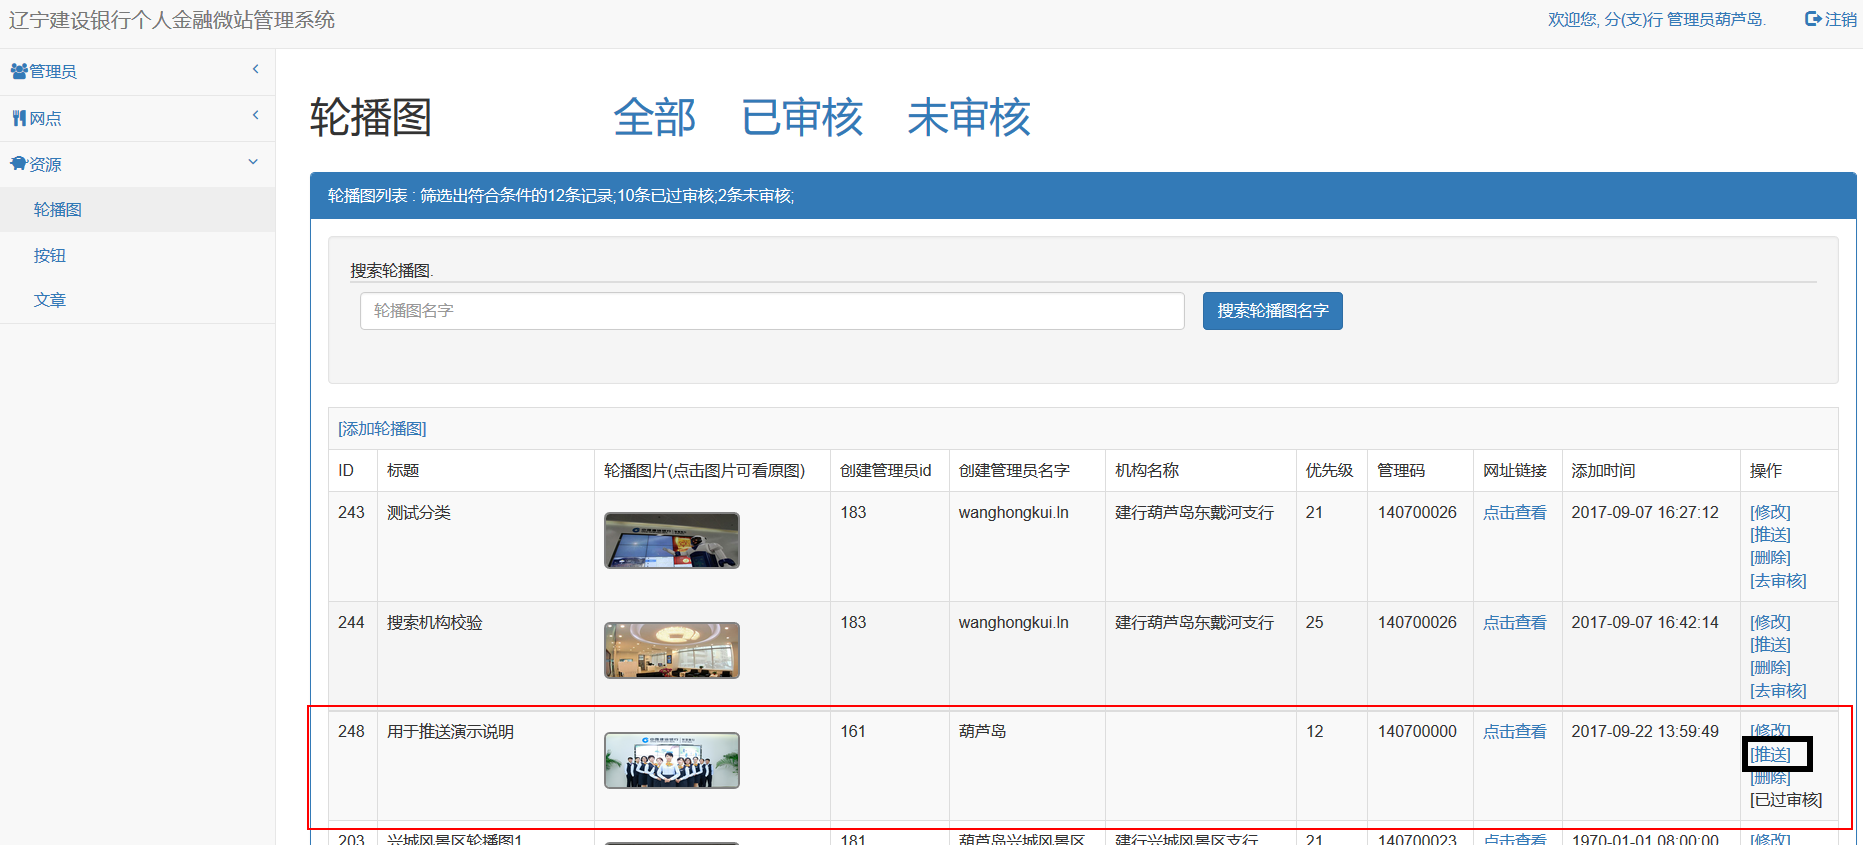 辽宁建设银行个人金融微站管理系统
欢迎您, 分(支)行 管理员葫芦岛. 注销
管理员
网点
资源
轮播图
按钮
文章
轮播图 全部 已审核 未审核
轮播图列表 : 筛选出符合条件的12条记录;10条已过审核;2条未审核;
搜索轮播图.
轮播图名字 搜索轮播图名字
[添加轮播图]
ID 标题 轮播图片(点击图片可看原图) 创建管理员id 创建管理员名字 机构名称 优先级 管理码 网址链接 添加时间 操作
243 测试分类 183 wanghongkui.ln 建行葫芦岛东戴河支行 21 140700026 点击查看 2017-09-07 16:27:12 [修改]
[推送]
[删除]
[去审核]
244 搜索机构校验 183 wanghongkui.ln 建行葫芦岛东戴河支行 25 140700026 点击查看 2017-09-07 16:42:14 [修改]
[推送]
[删除]
[去审核]
248 用于推送演示说明 161 葫芦岛 12 140700000 点击查看 2017-09-22 13:59:49 [修改]
[推送]
[删除]
[已过审核]
203 兴城风景区轮播图1 181 葫芦岛兴城风景区 建行兴城风景区支行 21 140700023 点击查看 1970-01-01 08:00:00 [修改]